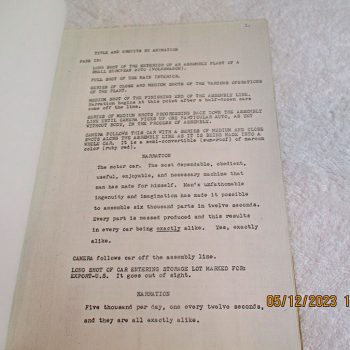 TITLE AND CREDITS BY ANIMATION
FADE IN:
LONG SHOT OF THE EXTERIOR OF AN ASSEMBLY PLANT OF A
SMALL EUROPEAN AUTO (VOLKSWAGON).
FULL SHOT OF THE MAIN INTERIOR.
SERIES OF CLOSE AND MEDIUM SHOTS OF THE VARIOUS OPERATIONS
OF THE PLANT.
MEDIUM SHOT OF THE FINISHING END OF THE ASSEMBLY LINE.
Narration begins at this point after a half-dozen cars
come off the line.
SERIES OF MEDIUM SHOTS PROGRESSING BACK DOWN THE ASSEMBLY
LINE UNTIL CAMERA PICKS UP ONE PARTICULAR AUTO, AS YET
WITHOUT BODY, IN THE PROCESS OF ASSEMBLY.
CAMERA FOLLOWS THIS CAR WITH A SERIES OF MEDIUM AND CLOSE
SHOTS ALONG THE ASSEMBLY LINE AS IT IS BEING MADE INTO A
WHOLE CAR. It is a semi-convertible (sun-roof) of maroon
color (ruby red).
NARRATION
The motor car. The most dependable, obedient,
useful, enjoyable, and necessary machine that
man has made for himself. Men's unfathomable
ingenuity and imagination has made it possible
to assemble six thousand parts in twelve seconds.
Every part is massed produced and this results
in every car being exactly alike. Yes, exactly
alike.
CAMERA follows car off the assembly line.
LONG SHOT OF CAR ENTERING STORAGE LOT MARKED FOR:
EXPORT-U.S. It goes out of sight.
NARRATION
Five thousand per day, one every twelve seconds,
and they are all exactly alike.
05/12/2023 1